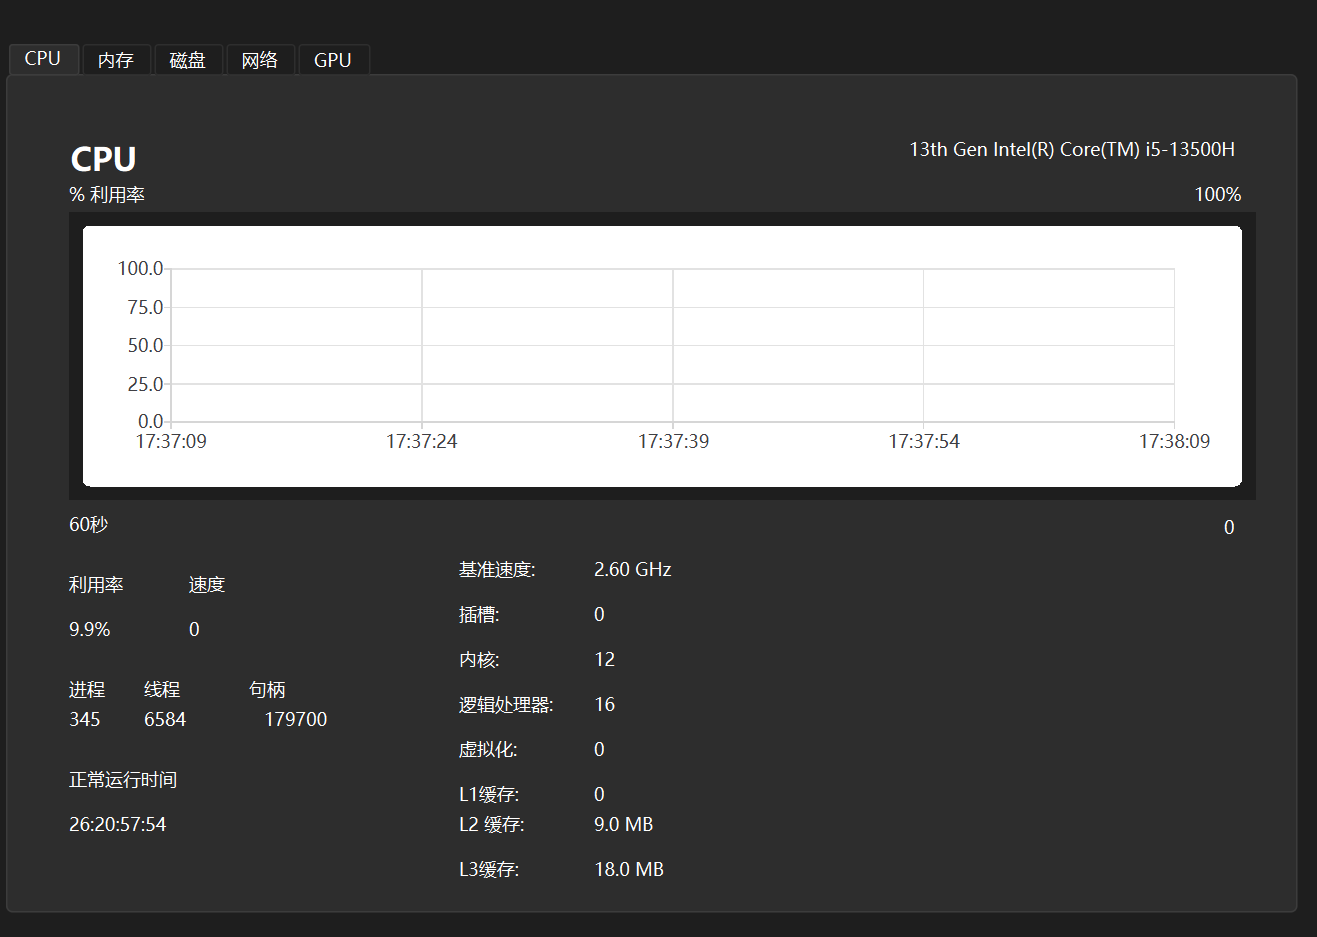 CPU 内存 磁盘 网络 GPU
CPU
13th Gen Intel(R) Core(TM) i5-13500H
% 利用率 100%
100.0
75.0
50.0
25.0
0.0
17:37:09 17:37:24 17:37:39 17:37:54 17:38:09
60秒 0
利用率 速度
9.9% 0
进程 线程 句柄
345 6584 179700
正常运行时间
26:20:57:54
基准速度: 2.60 GHz
插槽: 0
内核: 12
逻辑处理器: 16
虚拟化: 0
L1缓存: 0
L2 缓存: 9.0 MB
L3缓存: 18.0 MB